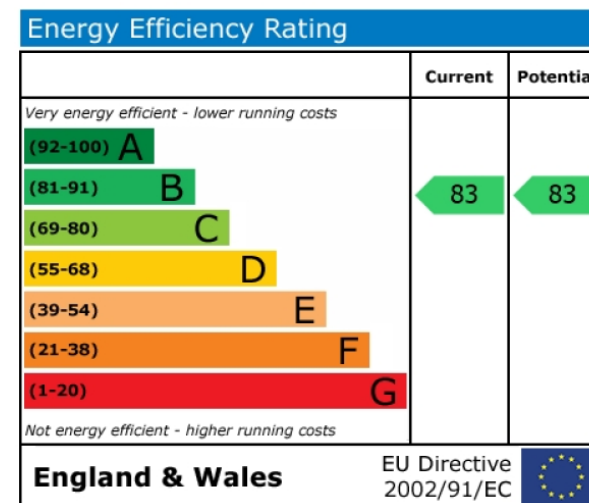 Energy Efficiency Rating
Current Potentia
Very energy efficient - lower running costs
(92-100) A
(81-91) B
83 83
(69-80) C
(55-68) D
(39-54) E
(21-38) F
(1-20) G
Not energy efficient - higher running costs
England & Wales
EU Directive
2002/91/EC